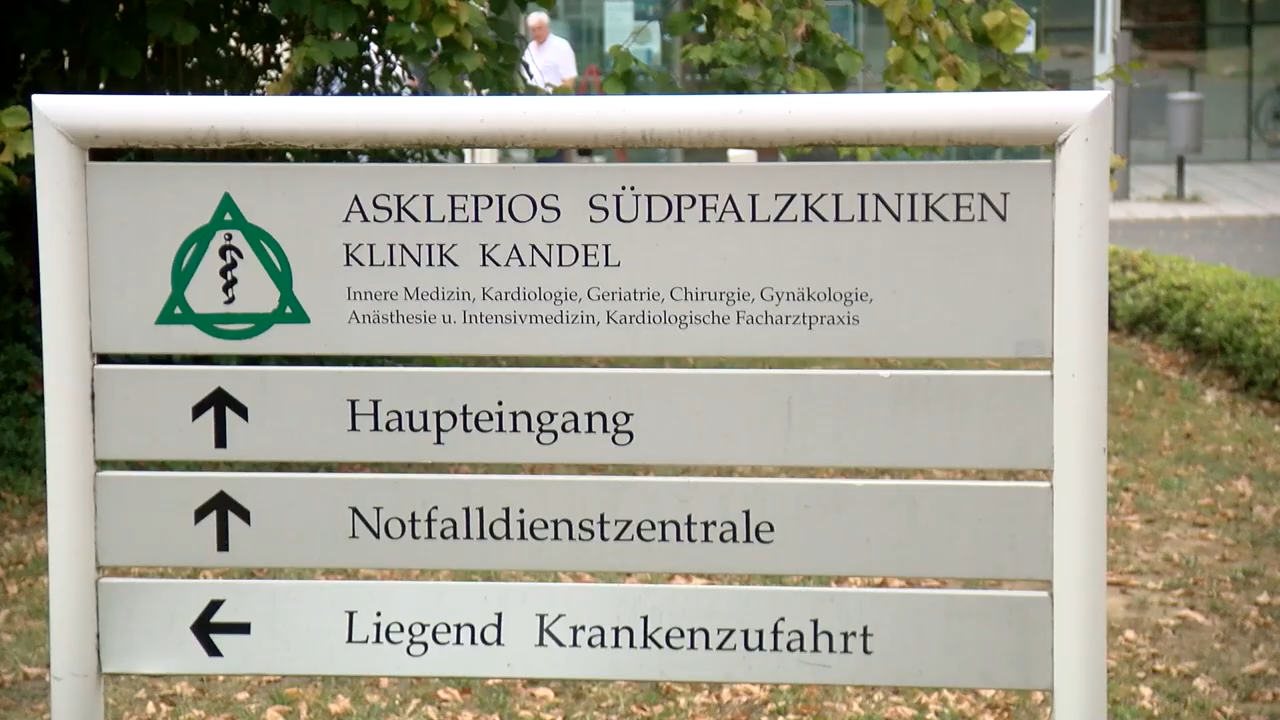 ASKLEPIOS SÜDPFALZKLINIKEN
KLINIK KANDEL
Innere Medizin, Kardiologie, Geriatrie, Chirurgie, Gynäkologie,
Anästhesie u. Intensivmedizin, Kardiologische Facharztpraxis
Haupteingang
Notfalldienstzentrale
Liegend Krankenzufahrt